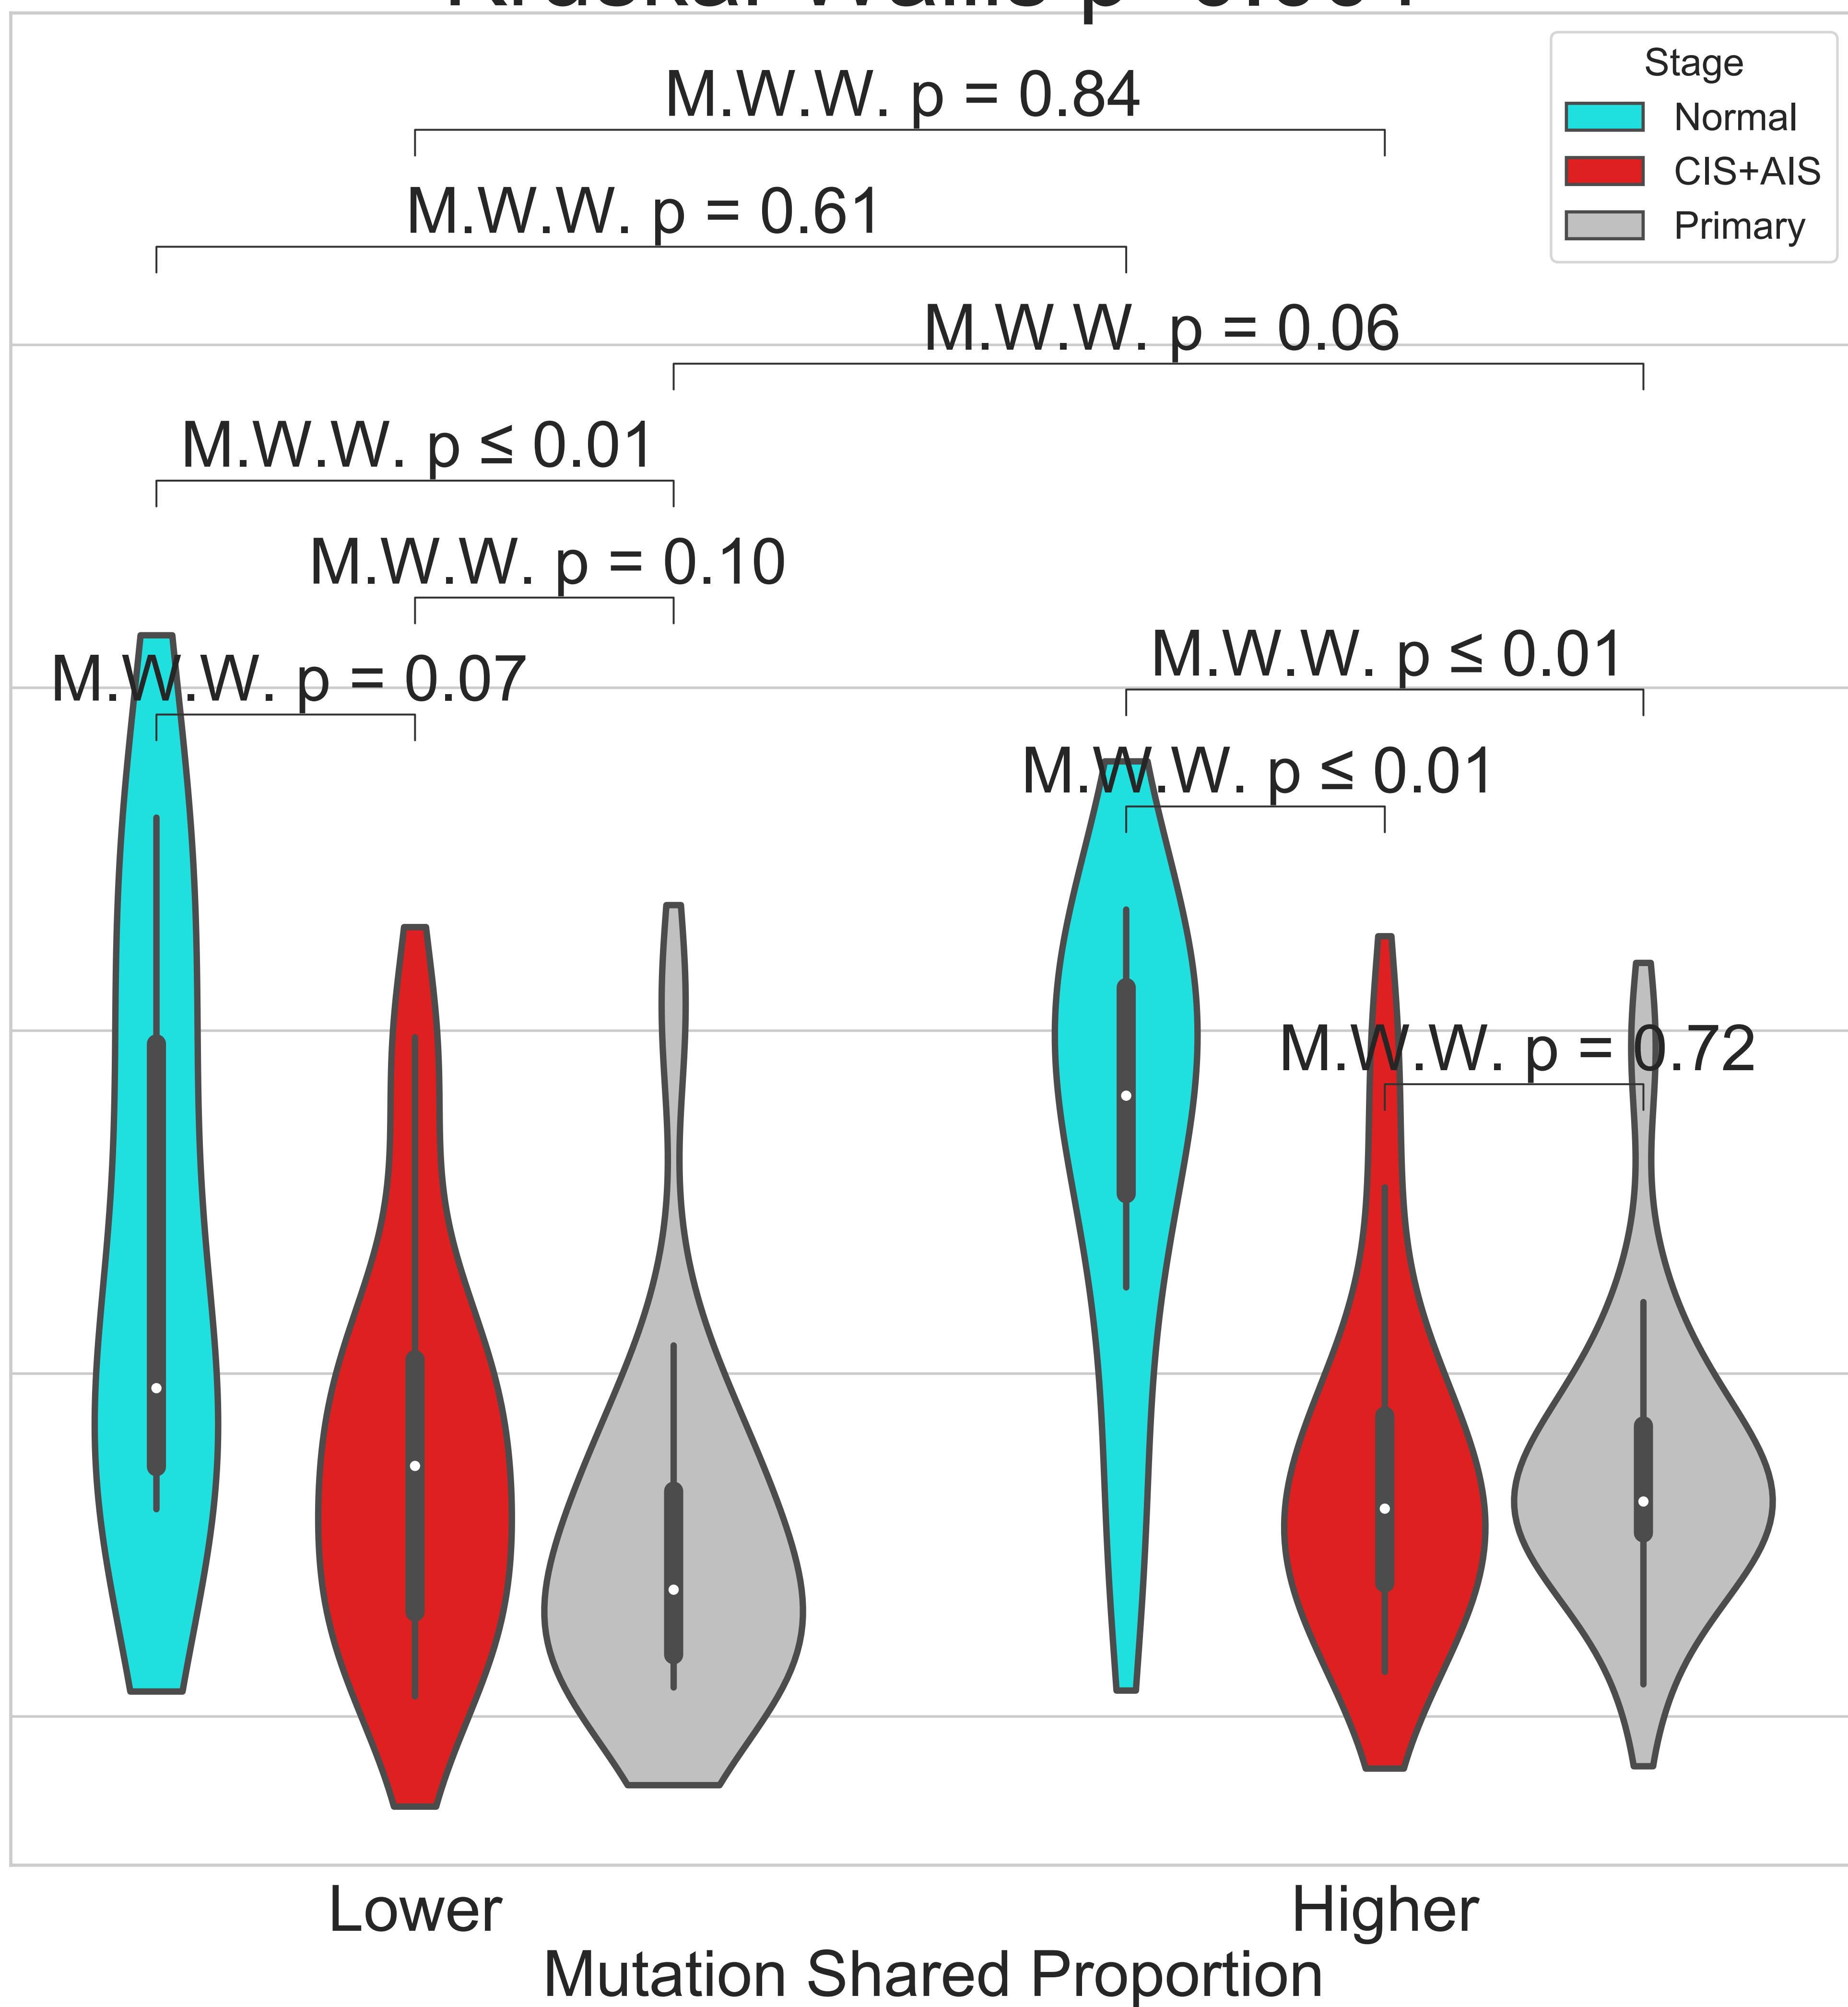 M.W.W. p = 0.84
Stage
Normal
CIS+AIS
Primary
M.W.W. p = 0.61
M.W.W. p = 0.06
M.W.W. p ≤ 0.01
M.W.W. p = 0.10
M.W.W. p = 0.07
M.W.W. p ≤ 0.01
M.W.W. p ≤ 0.01
M.W.W. p = 0.72
Lower
Higher
Mutation Shared Proportion